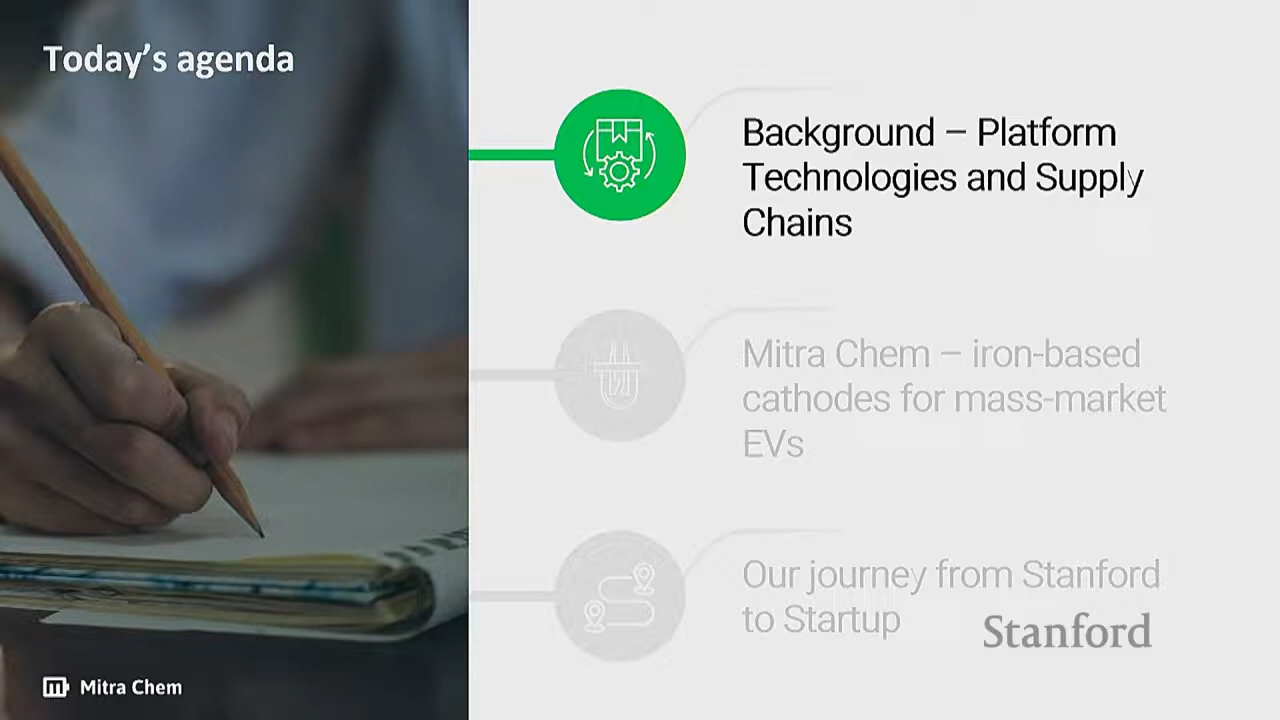 Today's agenda
Background – Platform
Technologies and Supply
Chains
Mitra Chem – iron-based
cathodes for mass-market
EVs
Our journey from Stanford
to Startup
Stanford
Mitra Chem